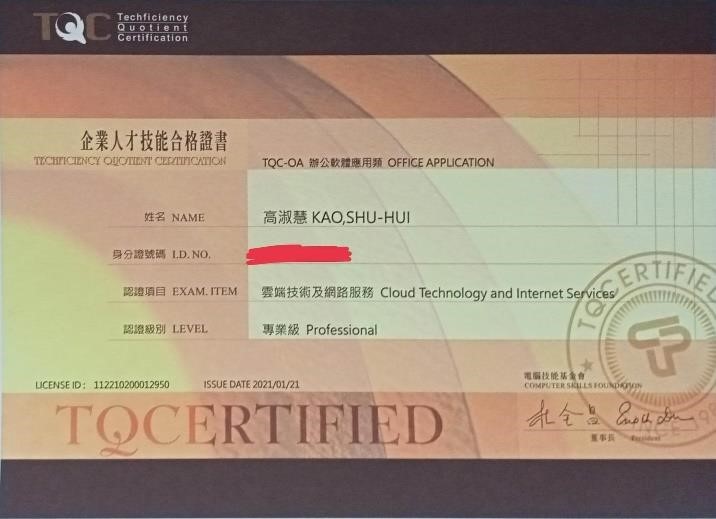 TQC Techficiency
Quotient
Certification
企業人才技能合格證書
TECHFICIENCY QUOTIENT CERTIFICATION
TQC-OA 辦公軟體應用類 OFFICE APPLICATION
姓名 NAME 高淑慧 KAO,SHU-HUI
身分證號碼 I.D. NO.
認證項目 EXAM. ITEM 雲端技術及網路服務 Cloud Technology and Internet Services
認證級別 LEVEL 專業級 Professional
TQCERTIFIED
SINCE
電腦技能基金會
COMPUTER SKILLS FOUNDATION
LICENSE ID : 112210200012950 ISSUE DATE 2021/01/21
TQCERTIFIED
董事長 President